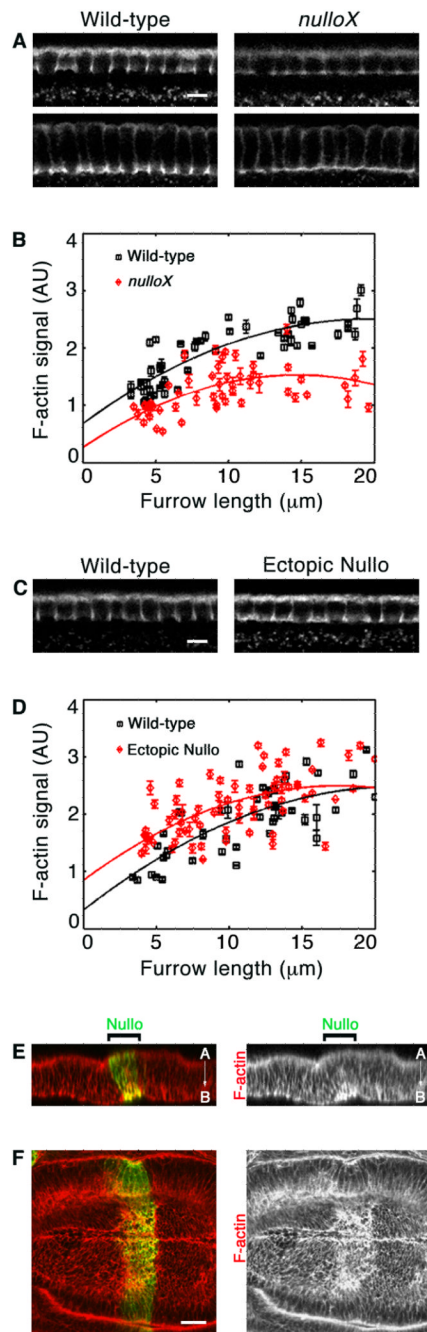 Wild-type nulloX
A
B
4
3
2
1
0
F-actin signal (AU)
Wild-type
nulloX
0 5 10 15 20
Furrow length (μm)
Wild-type Ectopic Nullo
C
D
4
3
2
1
0
F-actin signal (AU)
Wild-type
Ectopic Nullo
0 5 10 15 20
Furrow length (μm)
Nullo Nullo
E
A
B
F-actin
A
B
F
F-actin